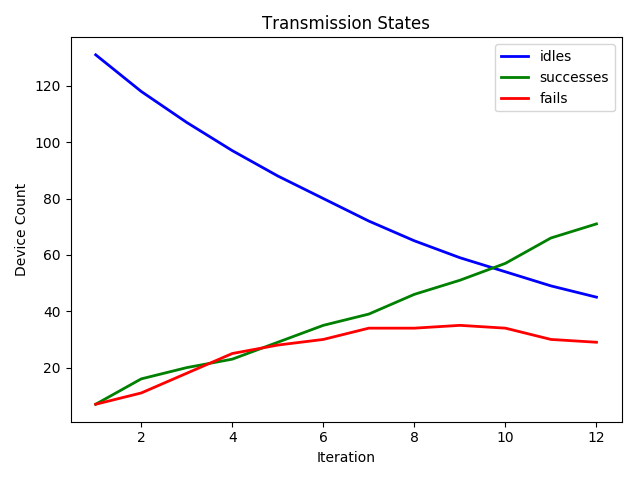 Transmission States
idles
successes
fails
Device Count
120
100
80
60
40
20
2 4 6 8 10 12
Iteration